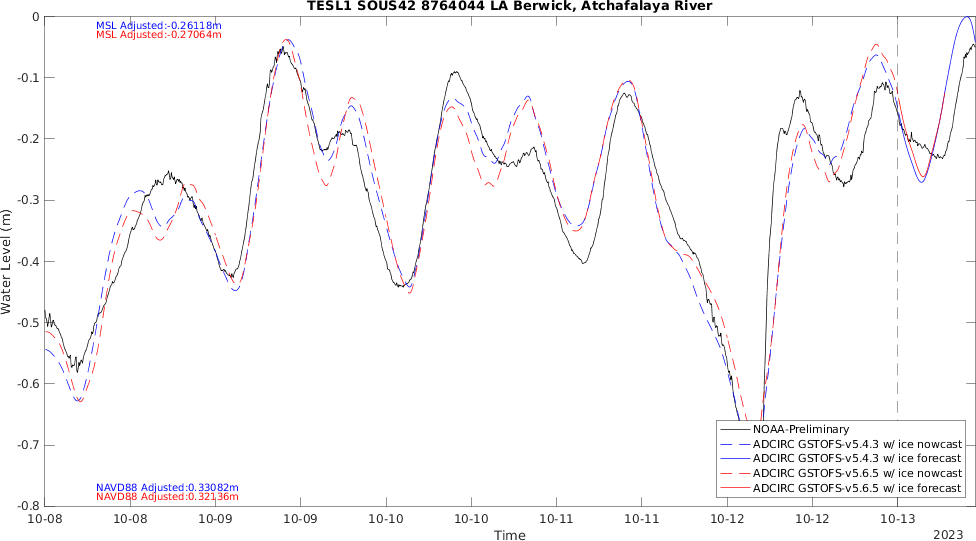 TESL1 SOUS42 8764044 LA Berwick, Atchafalaya River
MSL Adjusted:-0.26118m
MSL Adjusted:-0.27064m
0
-0.1
-0.2
-0.3
-0.4
-0.5
-0.6
-0.7
-0.8
Water Level (m)
NOAA-Preliminary
ADCIRC GSTOFS-v5.4.3 w/ ice nowcast
ADCIRC GSTOFS-v5.4.3 w/ ice forecast
ADCIRC GSTOFS-v5.6.5 w/ ice nowcast
ADCIRC GSTOFS-v5.6.5 w/ ice forecast
NAVD88 Adjusted:0.33082m
NAVD88 Adjusted:0.32136m
10-08 10-08 10-09 10-09 10-10 10-10 10-11 10-11 10-12 10-12 10-13
Time
2023